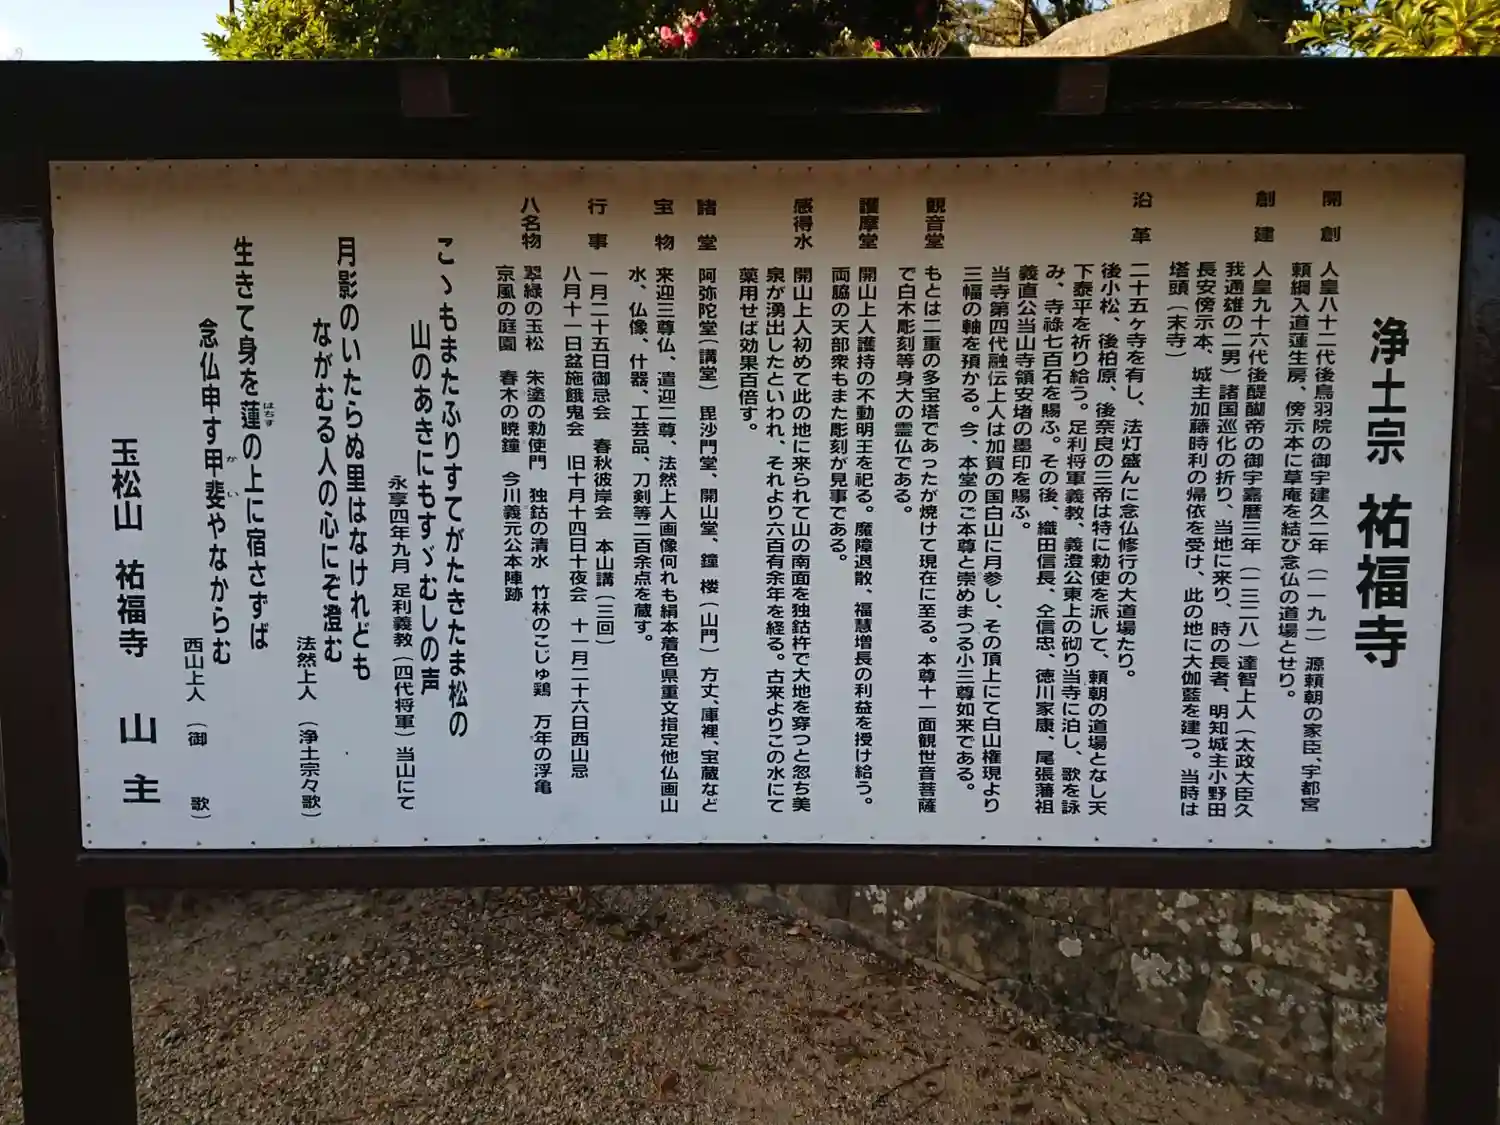 浄土宗 祐福寺
開創 人皇八十二代後鳥羽院の御宇建久二年（一一九一）源頼朝の家臣、宇都宮
頼綱入道蓮生房、傍示本に草庵を結び念仏の道場とせり。
創建 人皇九十六代後醍醐帝の御宇嘉暦三年（一三二八）達智上人（太政大臣久
我通雄の二男）諸国巡化の折り、当地に来り、時の長者、明知城主小野田
長安傍示本、城主加藤時利の帰依を受け、此の地に大伽藍を建つ。当時は
塔頭（末寺）
沿革 二十五ヶ寺を有し、法灯盛んに念仏修行の大道場たり。
後小松、後柏原、後奈良の三帝は特に勅使を派して、頼朝の道場となし天
下泰平を祈り給う。足利将軍義教、義澄公東上の砌り当寺に泊し、歌を詠
み、寺祿七百石を賜ふ。その後、織田信長、仝信忠、徳川家康、尾張藩祖
義直公当山寺領安堵の墨印を賜ふ。
当寺第四代融伝上人は加賀の国白山に月参し、その頂上にて白山権現より
三幅の軸を預かる。今、本堂のご本尊と崇めまつる小三尊如来である。
観音堂 もとは二重の多宝塔であったが焼けて現在に至る。本尊十一面観世音菩薩
で白木彫刻等身大の霊仏である。
護摩堂 開山上人護持の不動明王を祀る。魔障退散、福慧増長の利益を授け給う。
両脇の天部衆もまた彫刻が見事である。
感得水 開山上人初めて此の地に来られて山の南面を独鈷杵で大地を穿つと忽ち美
泉が湧出したといわれ、それより六百有余年を経る。古来よりこの水にて
薬用せば効果百倍す。
諸堂 阿弥陀堂（講堂）毘沙門堂、開山堂、鐘楼（山門）方丈、庫裡、宝蔵など
宝物 来迎三尊仏、遣迎二尊、法然上人画像何れも絹本着色県重文指定他仏画山
水、仏像、什器、工芸品、刀剣等二百余点を蔵す。
行事 一月二十五日御忌会 春秋彼岸会 本山講（三回）
八月十一日盆施餓鬼会 旧十月十四日十夜会 十一月二十六日西山忌
八名物 翠緑の玉松 朱塗の勅使門 独鈷の清水 竹林のこじゅ鶏 万年の浮亀
京風の庭園 春木の暁鐘 今川義元公本陣跡
こゝもまたふりすてがたきたま松の
山のあきにもすゞむしの声
永享四年九月 足利義教（四代将軍）当山にて
月影のいたらぬ里はなけれども
ながむる人の心にぞ澄む
法然上人（浄土宗々歌）
生きて身を蓮の上に宿さずば
はちす
念仏申す甲斐やなからむ
かい
西山上人（御歌）
玉松山 祐福寺 山主